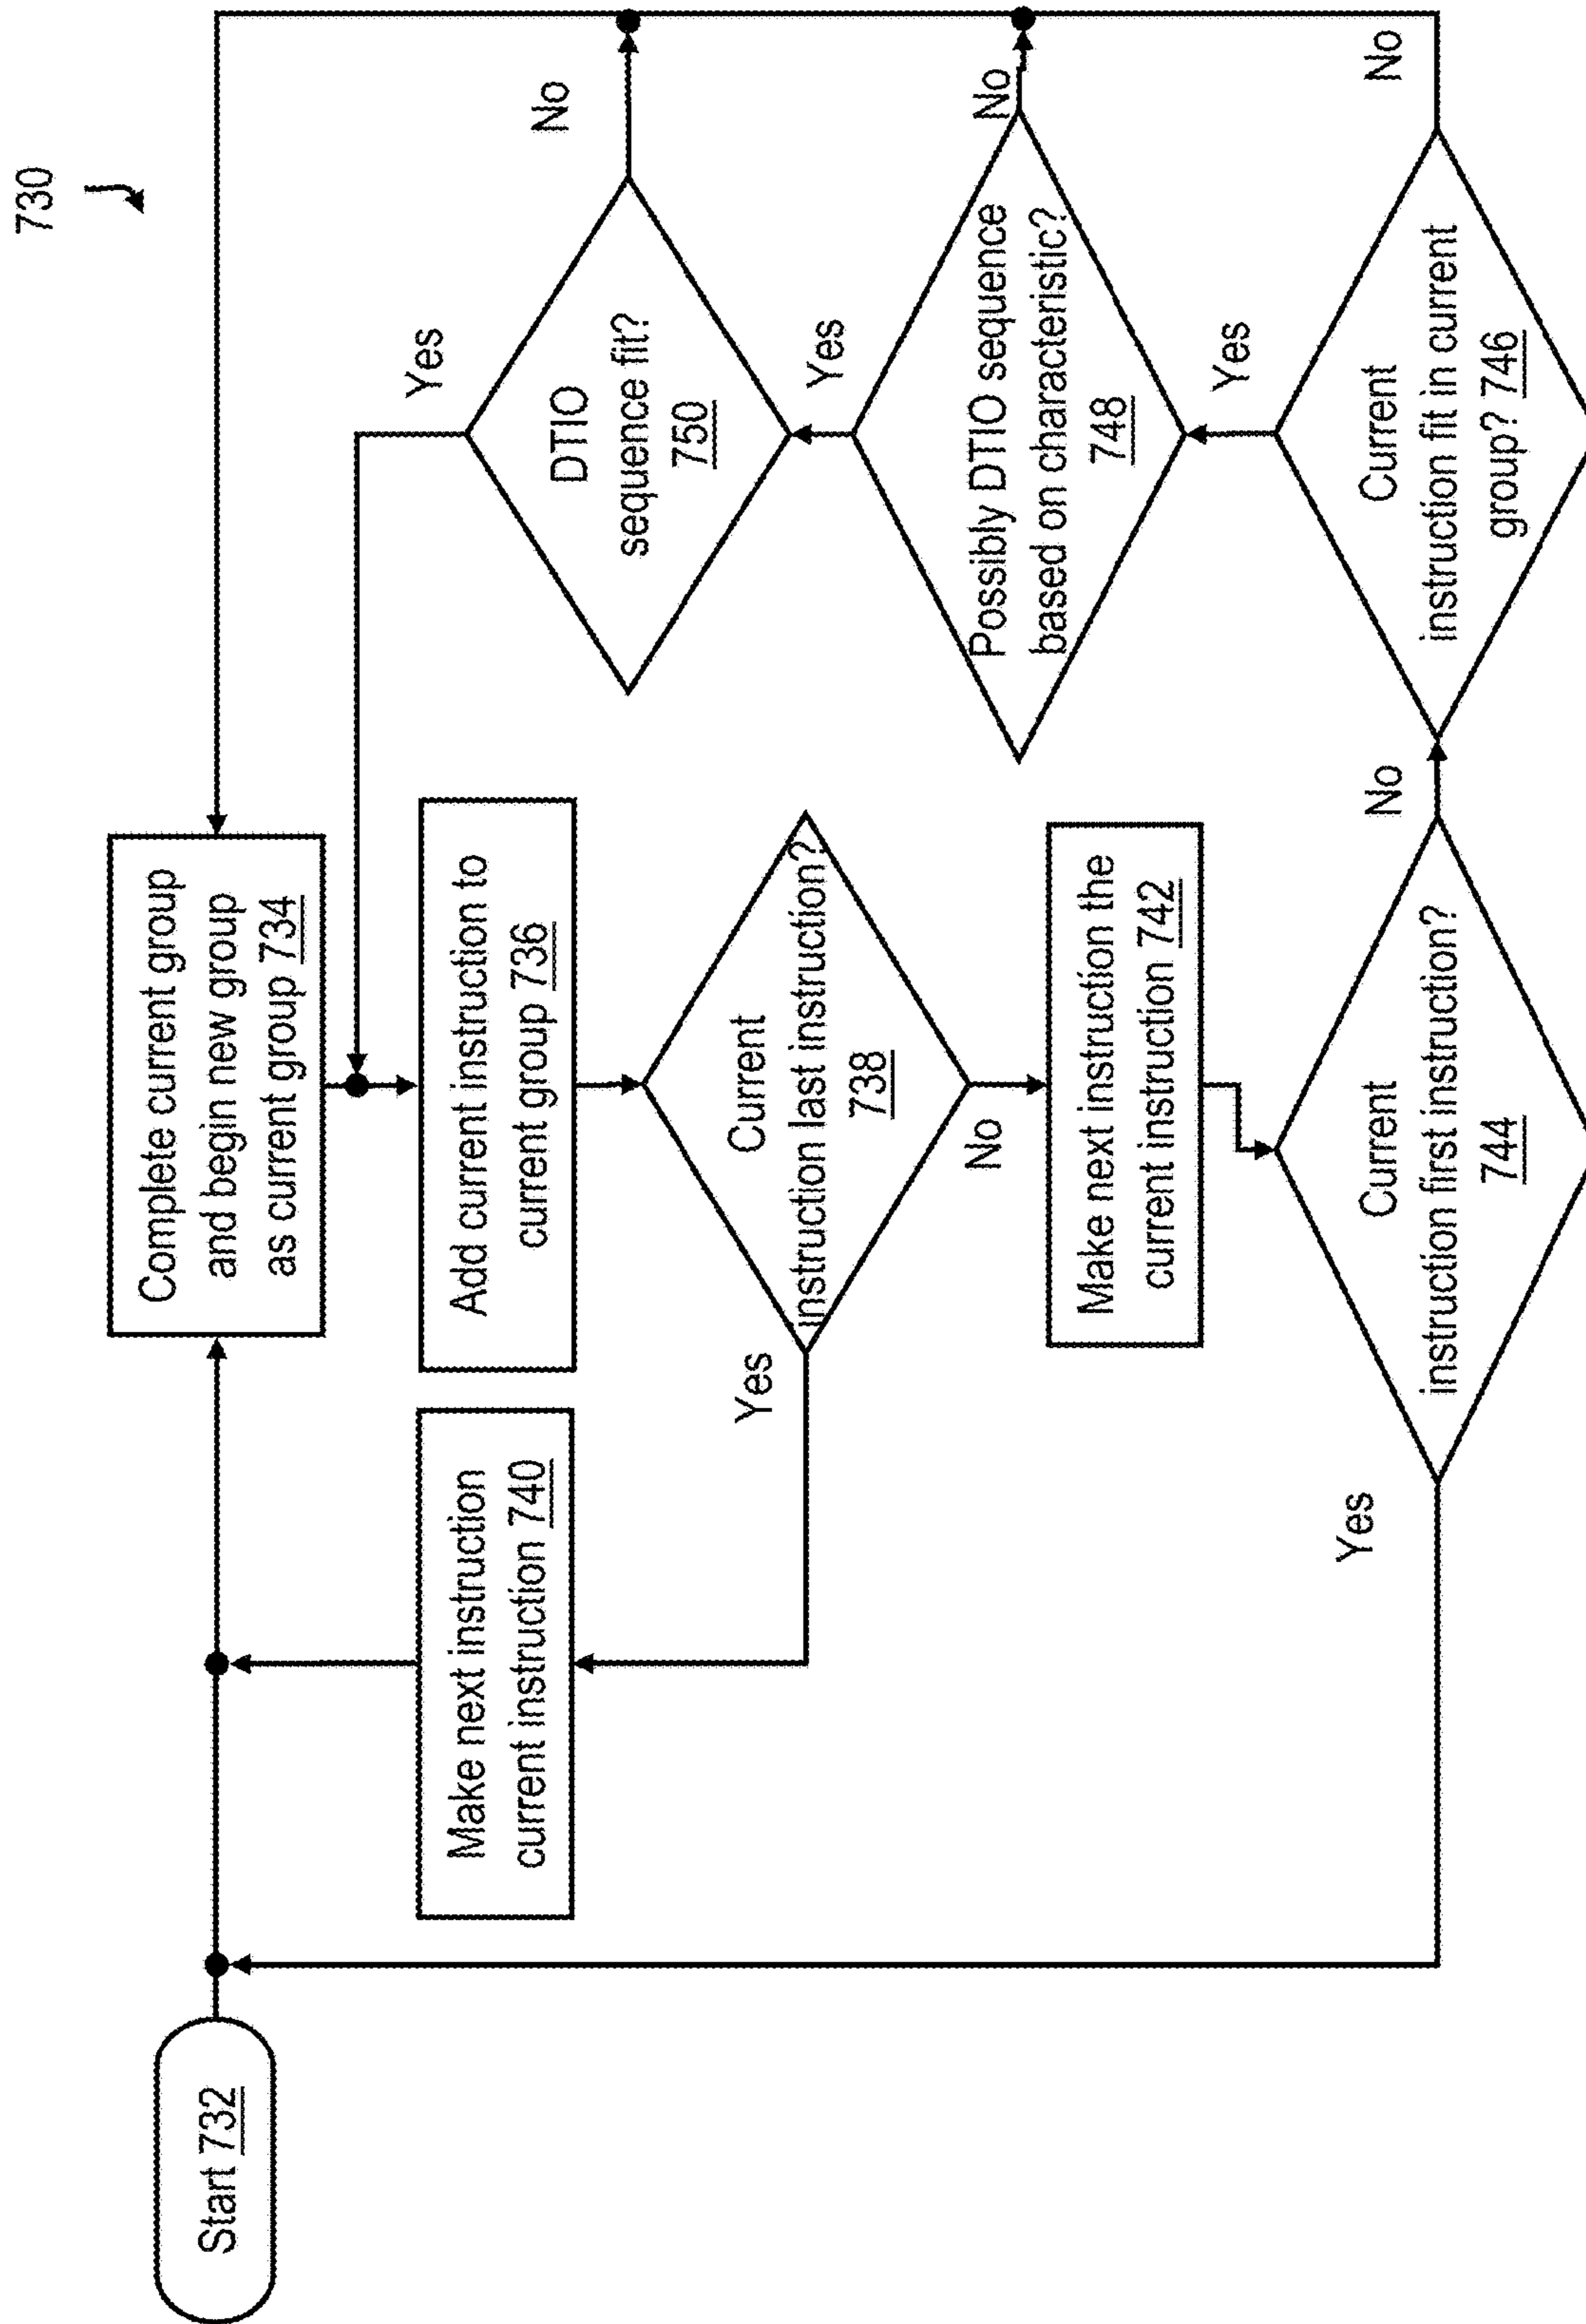 730
Start 732
Complete current group
and begin new group
as current group 734
Make next instruction
current instruction 740
Add current instruction to
current group 736
Yes
Current
instruction last instruction?
738
No
Make next instruction the
current instruction 742
Yes
Current
instruction first instruction?
744
No
Current
instruction fit in current
group? 746
No
Yes
Possibly DTIO sequence
based on characteristic?
748
No
Yes
DTIO
sequence fit?
750
No
Yes